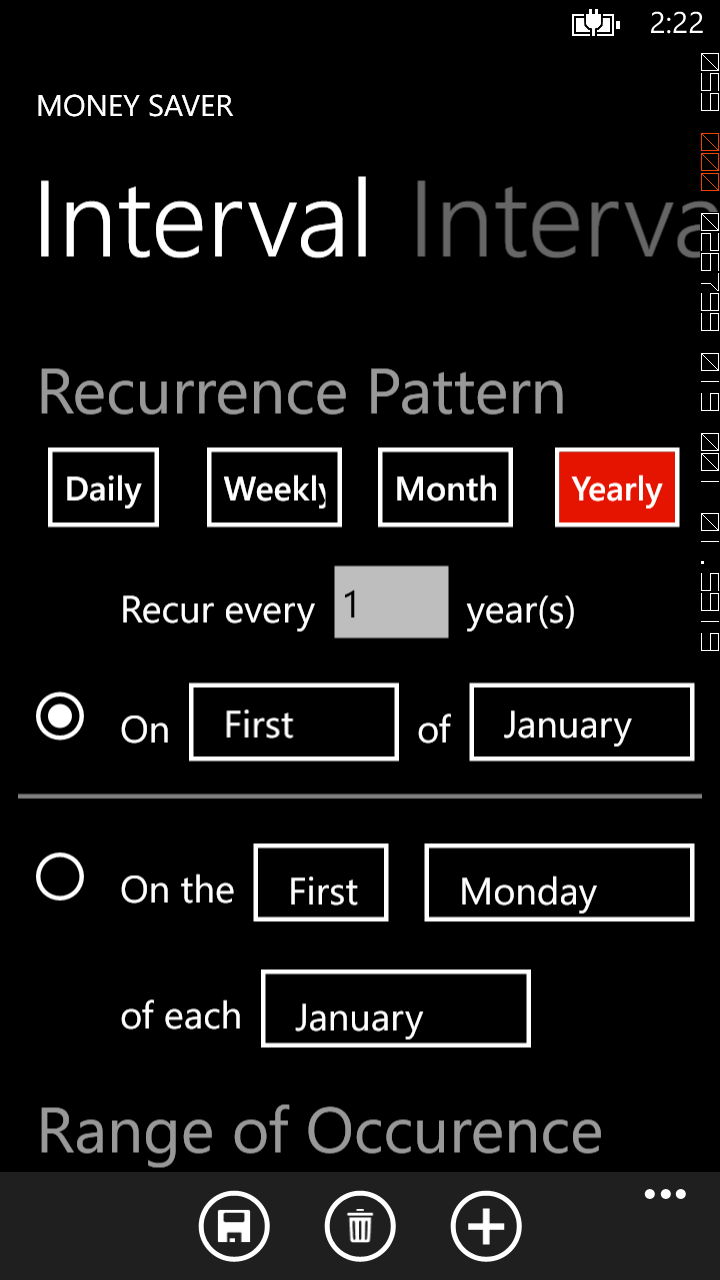 2:22
MONEY SAVER
Interval Interva
Recurrence Pattern
Daily Weekly Month Yearly
Recur every 1 year(s)
On First of January
On the First Monday
of each January
Range of Occurence